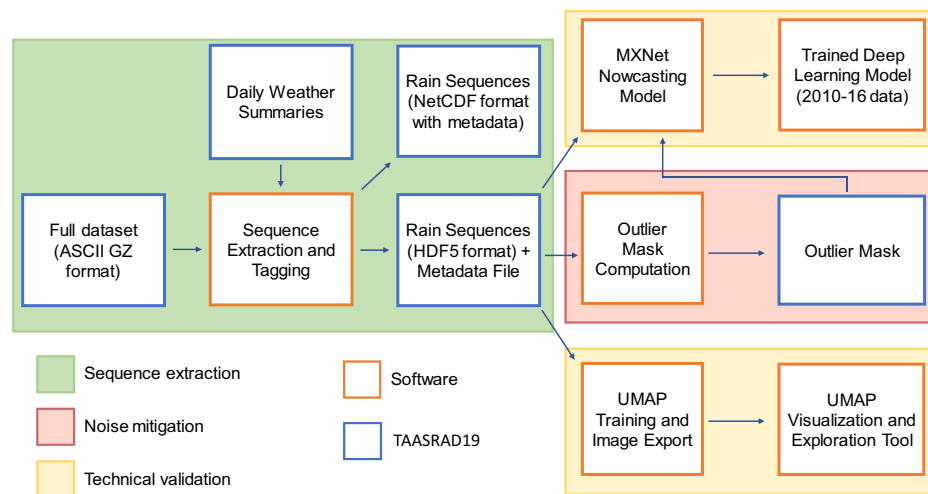 Daily Weather
Summaries
Rain Sequences
(NetCDF format
with metadata)
MXNet
Nowcasting
Model
Trained Deep
Learning Model
(2010-16 data)
Full dataset
(ASCII GZ
format)
Sequence
Extraction and
Tagging
Rain Sequences
(HDF5 format) +
Metadata File
Outlier
Mask
Computation
Outlier Mask
Sequence extraction
Noise mitigation
Technical validation
Software
TAASRAD19
UMAP
Training and
Image Export
UMAP
Visualization and
Exploration Tool